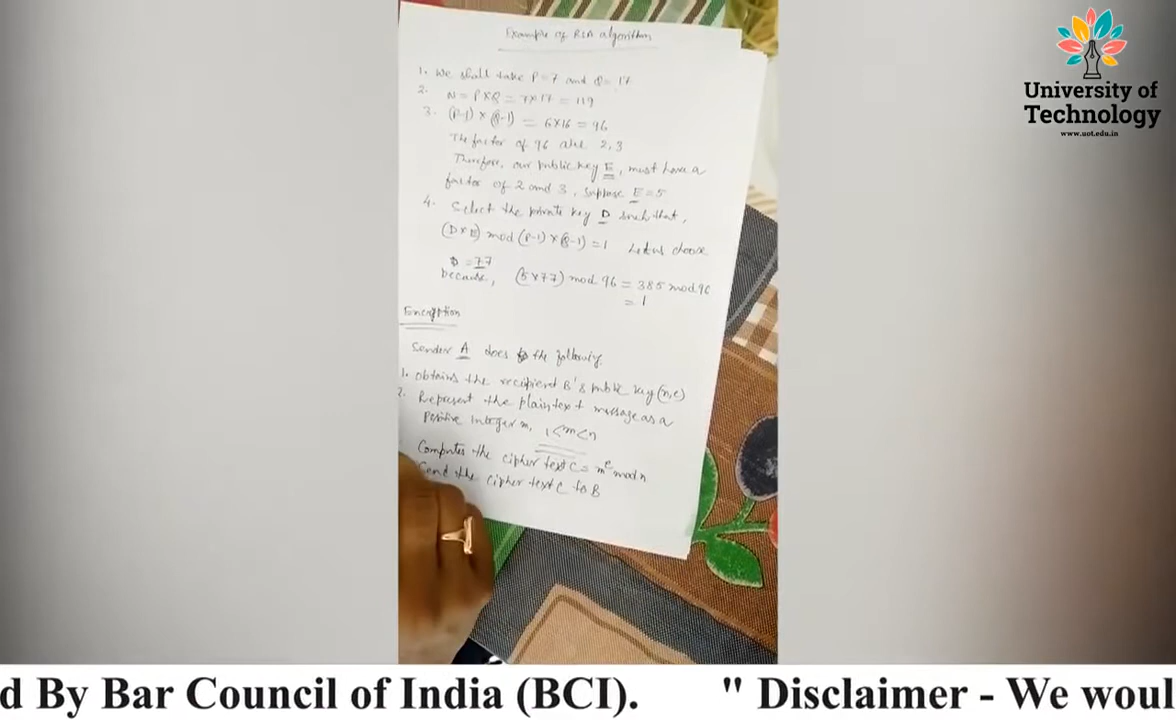 Example of RSA algorithm
1. We shall take P=7 and Q=17
2. N = P×Q = 7×17 = 119
3. (P-1) × (Q-1) = 6×16 = 96
The factor of 96 are 2, 3
Therefore, our public key E, must have a
factor of 2 and 3, suppose E=5
4. Select the private key D such that,
(D×E) mod (P-1)×(Q-1) = 1 Let us choose
D = 77
because, (5×77) mod 96 = 385 mod 96
= 1
Encryption
Sender A does the following.
1. Obtains the recipient B's public key (n,e)
2. Represent the plaintext message as a
positive integer m, 1<m<n
Computes the cipher text C = m^e mod n
Send the cipher text C to B
University of
Technology
www.uot.edu.in
d By Bar Council of India (BCI). " Disclaimer - We woul